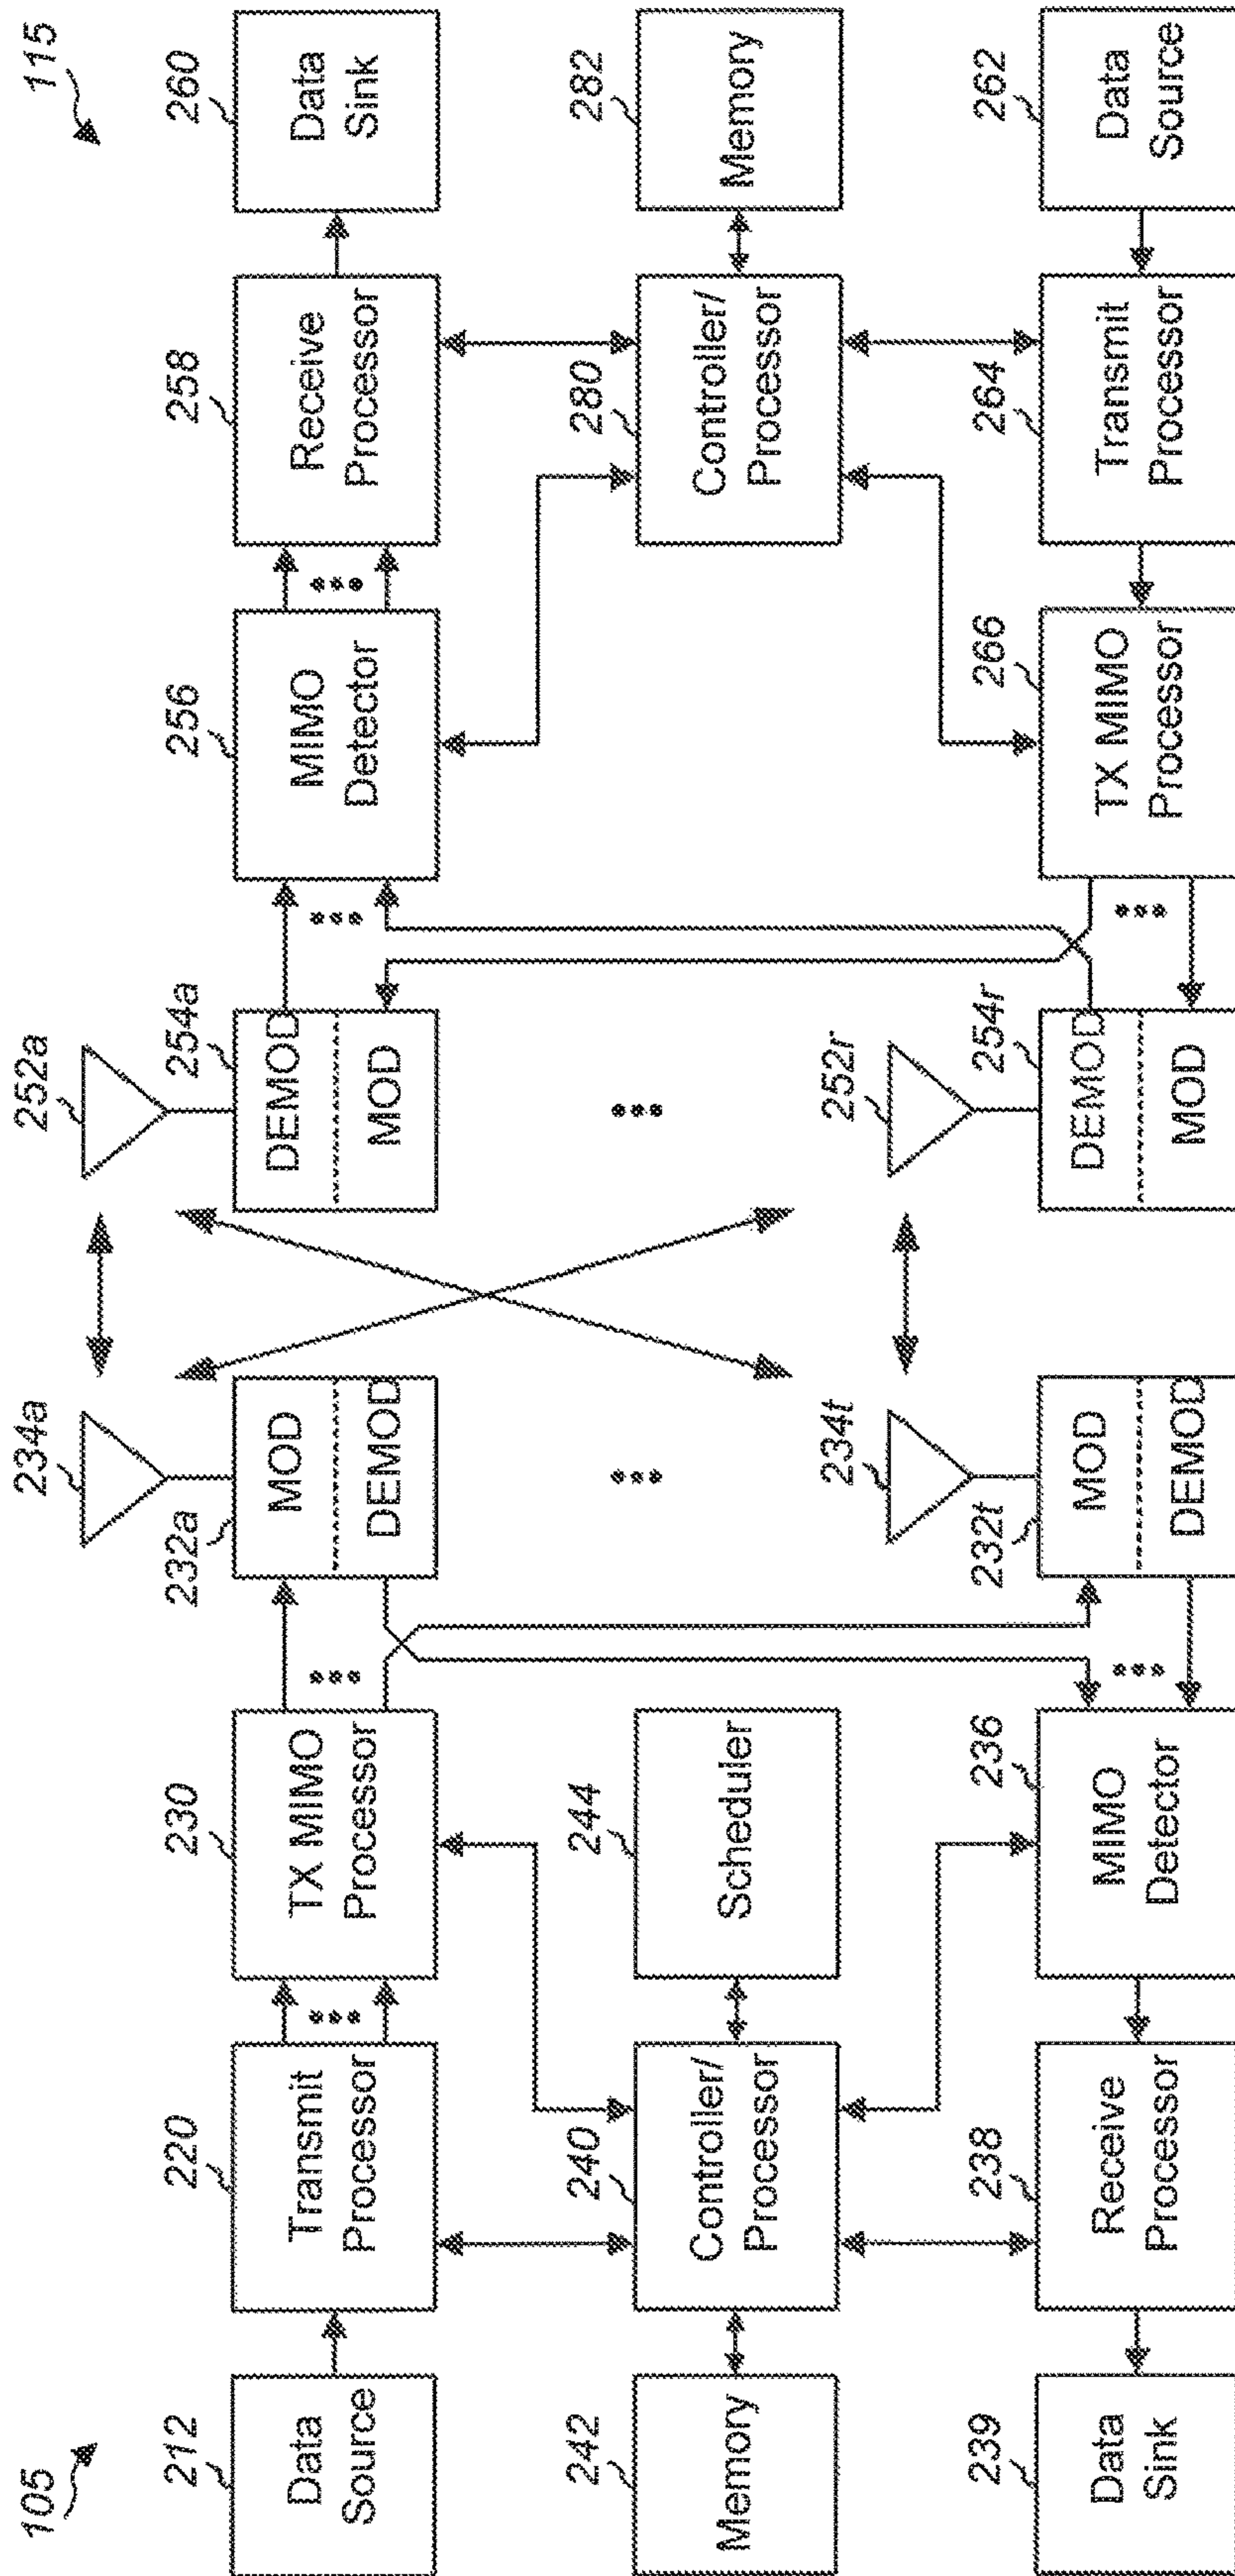 105
212
Data
Source
220
Transmit
Processor
230
TX MIMO
Processor
232a
MOD
DEMOD
234a
242
Memory
240
Controller/
Processor
244
Scheduler
239
Data
Sink
238
Receive
Processor
236
MIMO
Detector
232t
MOD
DEMOD
234t
115
252a
254a
DEMOD
MOD
256
MIMO
Detector
258
Receive
Processor
260
Data
Sink
280
Controller/
Processor
282
Memory
252r
254r
DEMOD
MOD
266
TX MIMO
Processor
264
Transmit
Processor
262
Data
Source